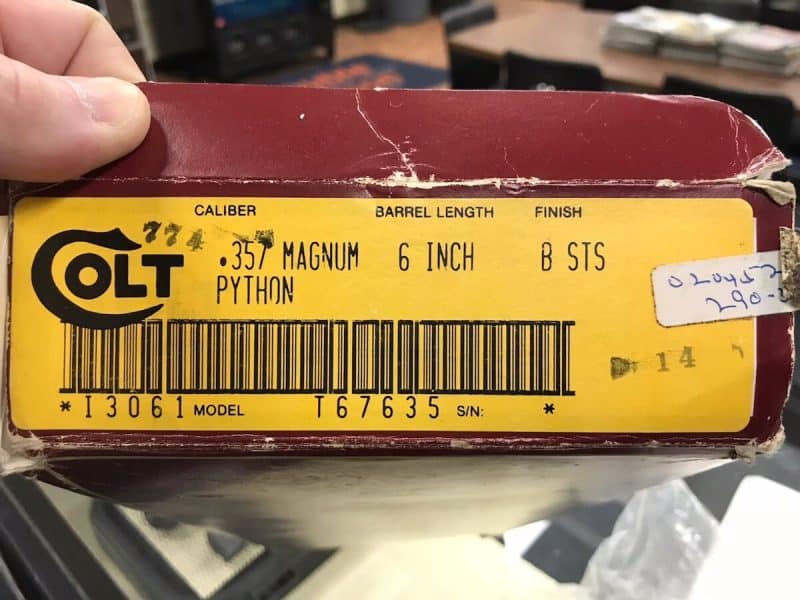 CALIBER BARREL LENGTH FINISH
COLT 774 .357 MAGNUM 6 INCH B STS
PYTHON
*I3061 MODEL T67635 S/N: *
14